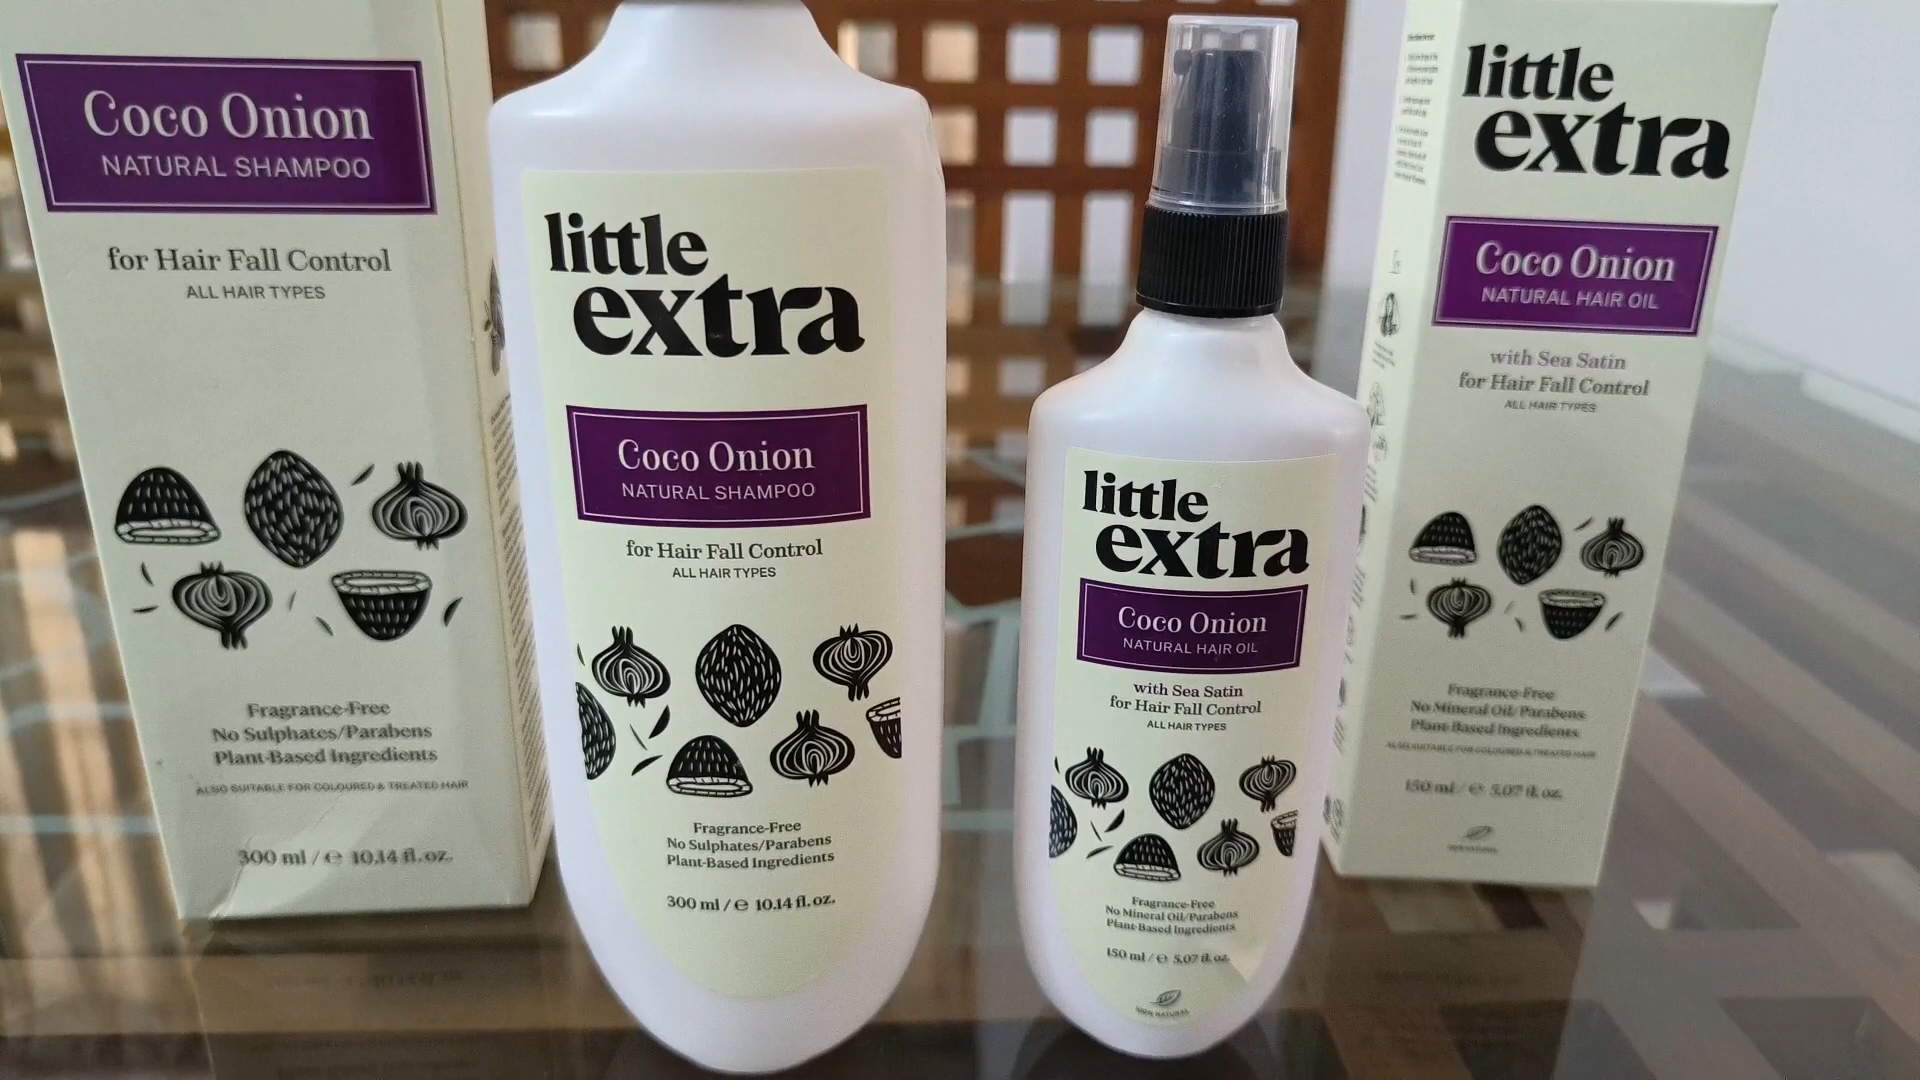 Coco Onion
NATURAL SHAMPOO
for Hair Fall Control
ALL HAIR TYPES
Fragrance-Free
No Sulphates/Parabens
Plant-Based Ingredients
ALSO SUITABLE FOR COLOURED & TREATED HAIR
300 ml / ℮ 10.14 fl. oz.
little
extra
Coco Onion
NATURAL SHAMPOO
for Hair Fall Control
ALL HAIR TYPES
Fragrance-Free
No Sulphates/Parabens
Plant-Based Ingredients
300 ml / ℮ 10.14 fl. oz.
little
extra
Coco Onion
NATURAL HAIR OIL
with Sea Satin
for Hair Fall Control
ALL HAIR TYPES
Fragrance-Free
No Mineral Oil/Parabens
Plant-Based Ingredients
150 ml / ℮ 5.07 fl. oz.
100% NATURAL
little
extra
Coco Onion
NATURAL HAIR OIL
with Sea Satin
for Hair Fall Control
ALL HAIR TYPES
Fragrance-Free
No Mineral Oil/Parabens
Plant-Based Ingredients
ALSO SUITABLE FOR COLOURED & TREATED HAIR
150 ml / ℮ 5.07 fl. oz.